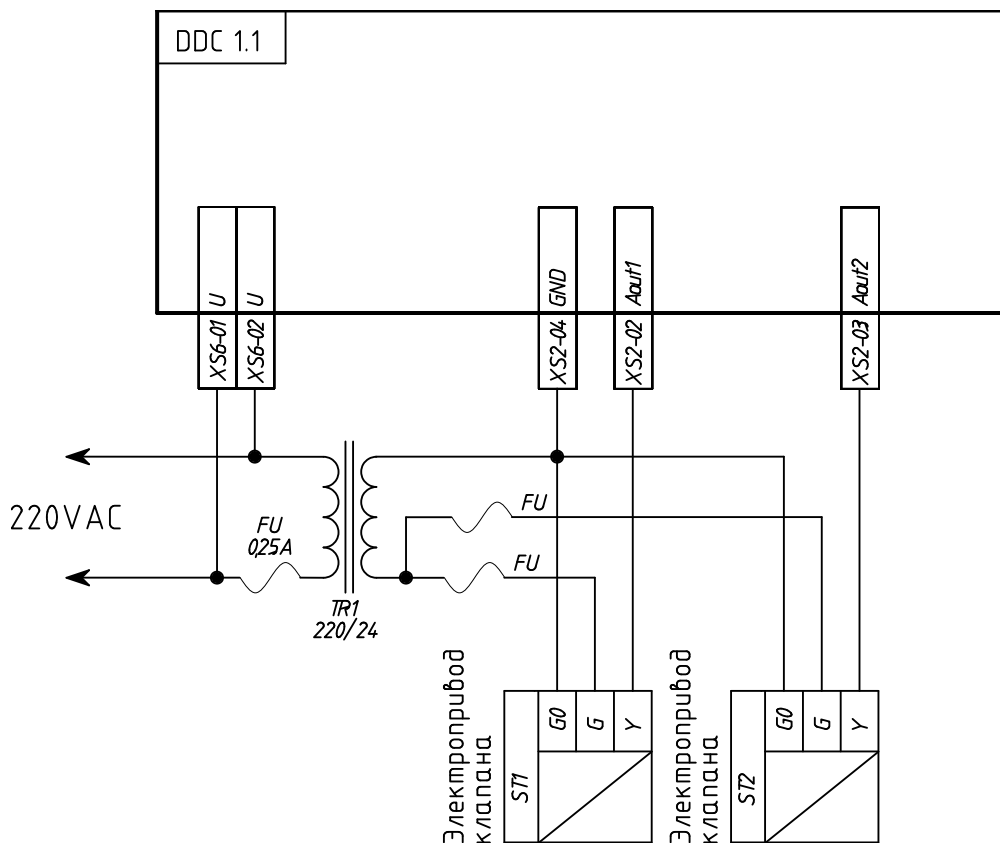 DDC 1.1
XS6-01 U
XS6-02 U
XS2-04 GND
XS2-02 Aout1
XS2-03 Aout2
220VAC
FU
0,25A
FU
FU
TR1
220/24
Электропривод
клапана
ST1
G0
G
Y
Электропривод
клапана
ST2
G0
G
Y